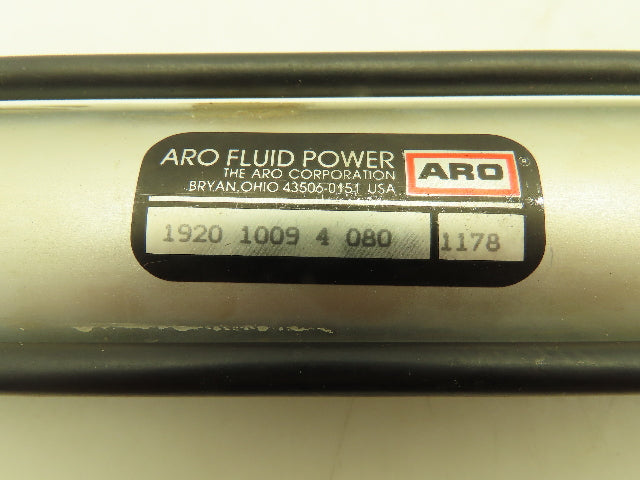 ARO FLUID POWER
THE ARO CORPORATION
BRYAN, OHIO 43506-0151 USA
ARO®
1920 1009 4 080 1178